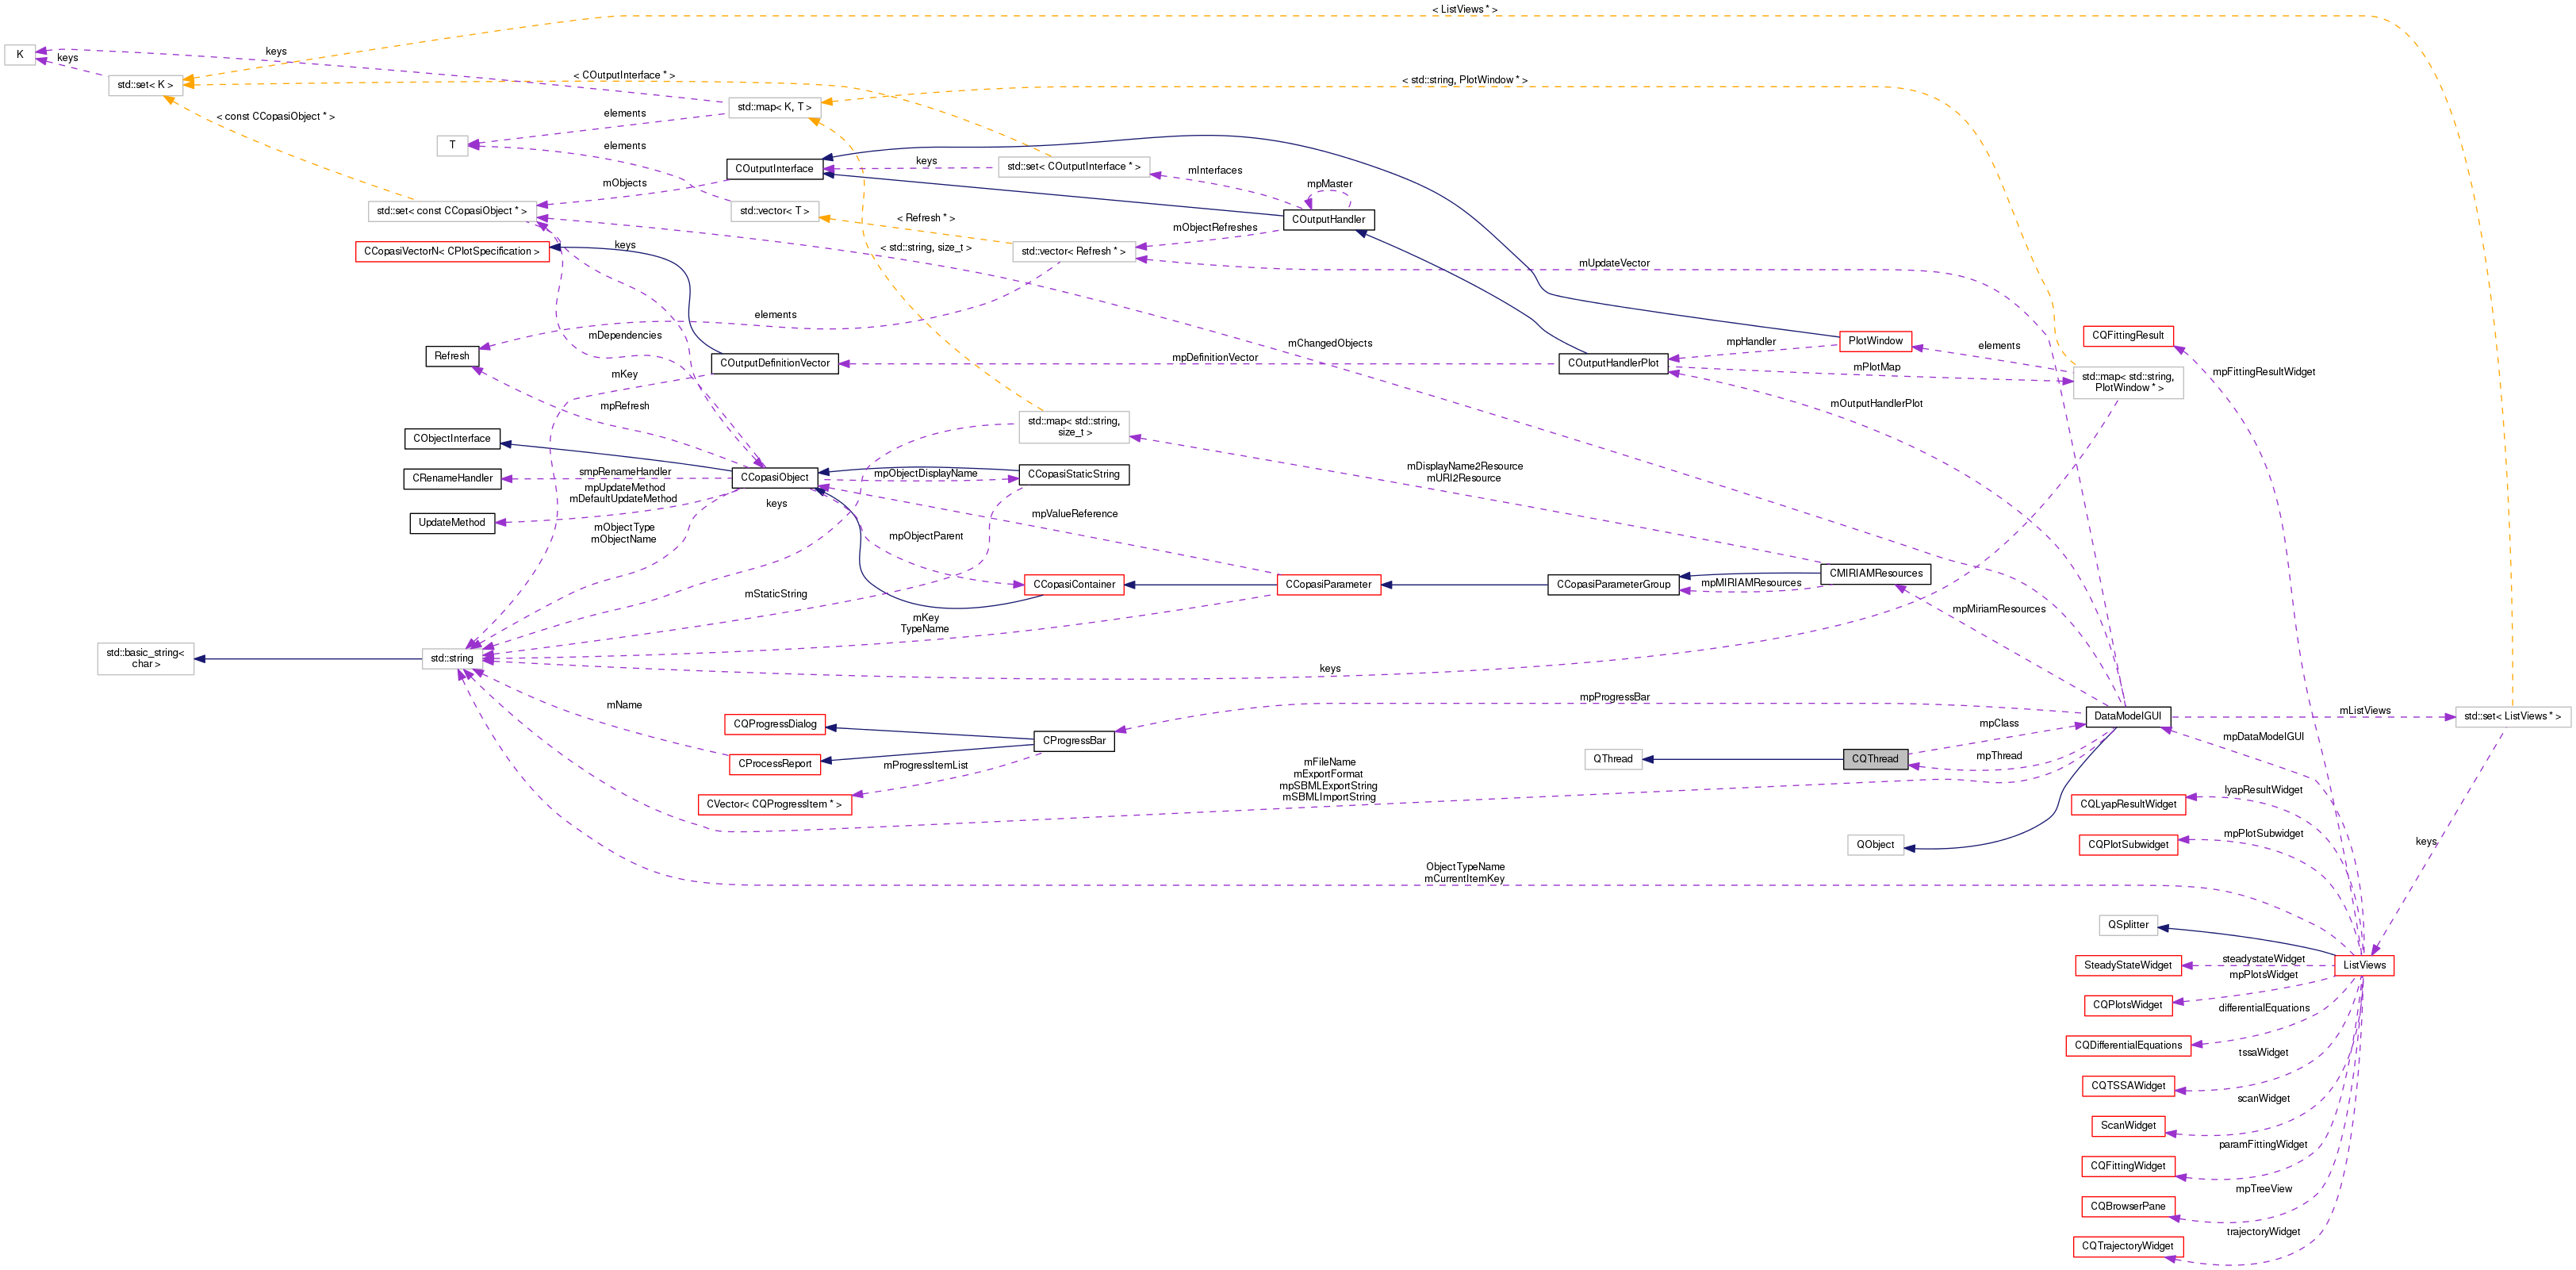 < ListViews * >
K
keys
keys
std::set< K >
< COutputInterface * >
< std::string, PlotWindow * >
std::map< K, T >
< const CCopasiObject * >
elements
T
elements
COutputInterface
keys
std::set< COutputInterface * >
mInterfaces
mpMaster
mObjects
std::set< const CCopasiObject * >
std::vector< T >
< Refresh * >
COutputHandler
mObjectRefreshes
CCopasiVectorN< CPlotSpecification >
keys
< std::string, size_t >
std::vector< Refresh * >
mUpdateVector
elements
mDependencies
Refresh
COutputDefinitionVector
mpDefinitionVector
mChangedObjects
COutputHandlerPlot
mpHandler
PlotWindow
mPlotMap
elements
std::map< std::string,
PlotWindow * >
CQFittingResult
mpFittingResultWidget
mKey
mpRefresh
mOutputHandlerPlot
std::map< std::string,
size_t >
CObjectInterface
CRenameHandler
smpRenameHandler
mpUpdateMethod
mDefaultUpdateMethod
CCopasiObject
mpObjectDisplayName
CCopasiStaticString
mDisplayName2Resource
mURI2Resource
keys
UpdateMethod
mObjectType
mObjectName
mpObjectParent
mpValueReference
mStaticString
CCopasiContainer
CCopasiParameter
CCopasiParameterGroup
mpMIRIAMResources
CMIRIAMResources
mKey
TypeName
mpMiriamResources
std::basic_string<
char >
std::string
keys
mName
mpProgressBar
CQProgressDialog
CProgressBar
CProcessReport
mProgressItemList
CVector< CQProgressItem * >
DataModelGUI
mListViews
std::set< ListViews * >
mpClass
mpDataModelGUI
QThread
CQThread
mpThread
mFileName
mExportFormat
mpSBMLExportString
mSBMLImportString
lyapResultWidget
CQLyapResultWidget
mpPlotSubwidget
CQPlotSubwidget
QObject
keys
ObjectTypeName
mCurrentItemKey
QSplitter
ListViews
steadystateWidget
SteadyStateWidget
mpPlotsWidget
CQPlotsWidget
differentialEquations
CQDifferentialEquations
tssaWidget
CQTSSAWidget
scanWidget
ScanWidget
paramFittingWidget
CQFittingWidget
mpTreeView
CQBrowserPane
trajectoryWidget
CQTrajectoryWidget